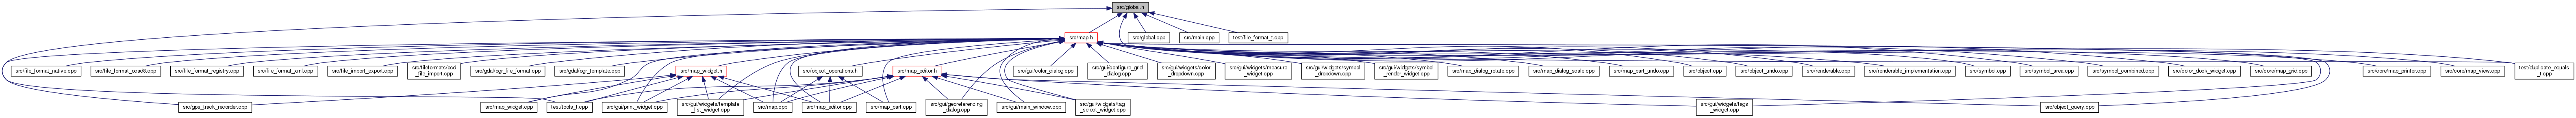 src/global.h
src/map.h
src/global.cpp
src/main.cpp
test/file_format_t.cpp
src/file_format_native.cpp
src/file_format_ocad8.cpp
src/file_format_registry.cpp
src/file_format_xml.cpp
src/file_import_export.cpp
src/fileformats/ocd
_file_import.cpp
src/gdal/ogr_file_format.cpp
src/gdal/ogr_template.cpp
src/map_widget.h
src/object_operations.h
src/map_editor.h
src/gui/color_dialog.cpp
src/gui/configure_grid
_dialog.cpp
src/gui/widgets/color
_dropdown.cpp
src/gui/widgets/measure
_widget.cpp
src/gui/widgets/symbol
_dropdown.cpp
src/gui/widgets/symbol
_render_widget.cpp
src/map_dialog_rotate.cpp
src/map_dialog_scale.cpp
src/map_part_undo.cpp
src/object.cpp
src/object_undo.cpp
src/renderable.cpp
src/renderable_implementation.cpp
src/symbol.cpp
src/symbol_area.cpp
src/symbol_combined.cpp
src/color_dock_widget.cpp
src/core/map_grid.cpp
src/core/map_printer.cpp
src/core/map_view.cpp
test/duplicate_equals
_t.cpp
src/gps_track_recorder.cpp
src/map_widget.cpp
test/tools_t.cpp
src/gui/print_widget.cpp
src/gui/widgets/template
_list_widget.cpp
src/map.cpp
src/map_editor.cpp
src/map_part.cpp
src/gui/georeferencing
_dialog.cpp
src/gui/main_window.cpp
src/gui/widgets/tag
_select_widget.cpp
src/gui/widgets/tags
_widget.cpp
src/object_query.cpp